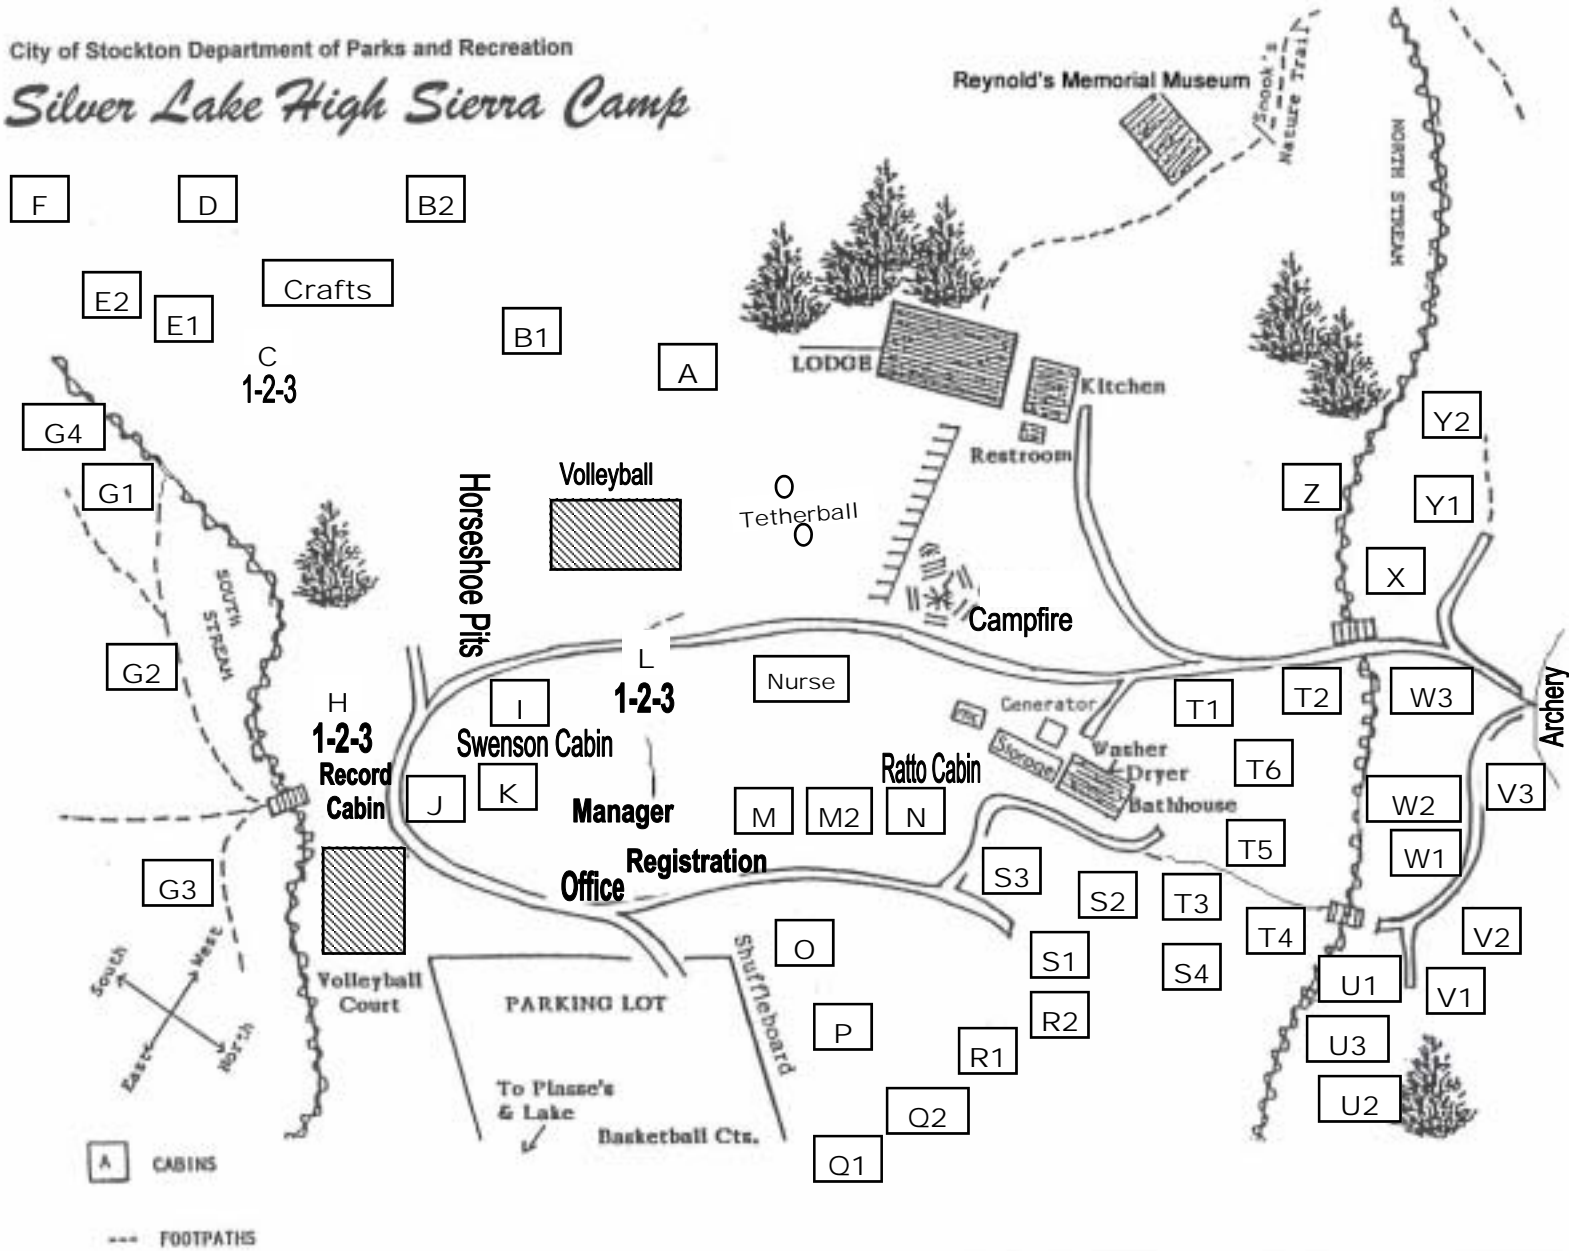 City of Stockton Department of Parks and Recreation
Silver Lake High Sierra Camp
Reynold's Memorial Museum
Snook's
Nature Trail
NORTH STREAM
F
D
B2
E2
E1
Crafts
B1
C
1-2-3
A
LODGE
Kitchen
Restroom
G4
G1
Y2
Z
Y1
X
Horseshoe Pits
Volleyball
Tetherball
SOUTH
STREAM
Campfire
G2
H
1-2-3
Record
Cabin
I
Swenson Cabin
L
1-2-3
Nurse
J
K
Manager
Generator
Storage
Washer
Dryer
Bathhouse
Ratto Cabin
M
M2
N
T1
T2
W3
Archery
T6
W2
V3
T5
W1
G3
Registration
Office
S3
S2
T3
T4
V2
O
S1
S4
U1
V1
South
West
East
North
Volleyball
Court
PARKING LOT
Shuffleboard
P
R2
R1
U3
To Plasse's
& Lake
Basketball Cts.
Q2
U2
Q1
A
CABINS
FOOTPATHS